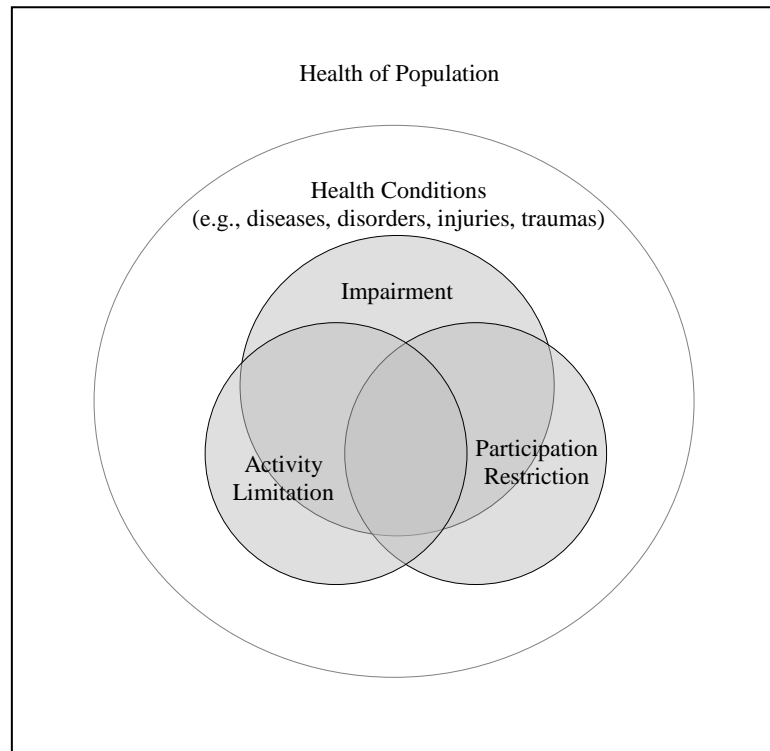 Health of Population
Health Conditions
(e.g., diseases, disorders, injuries, traumas)
Impairment
Activity
Limitation
Participation
Restriction